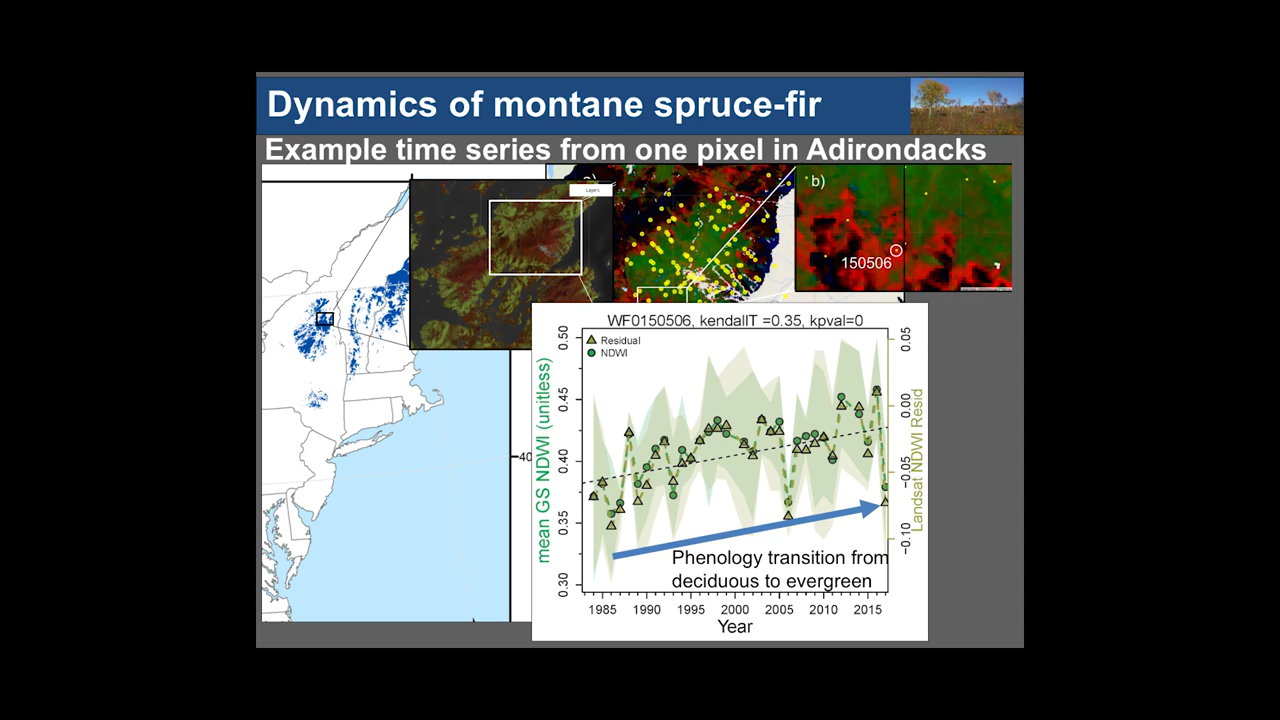 Dynamics of montane spruce-fir
Example time series from one pixel in Adirondacks
Layers
b)
150506
40
WF0150506, kendallT =0.35, kpval=0
Residual
NDWI
mean GS NDWI (unitless)
0.50
0.45
0.40
0.35
0.30
0.05
0.00
−0.05
−0.10
Landsat NDWI Resid
Phenology transition from
deciduous to evergreen
1985 1990 1995 2000 2005 2010 2015
Year